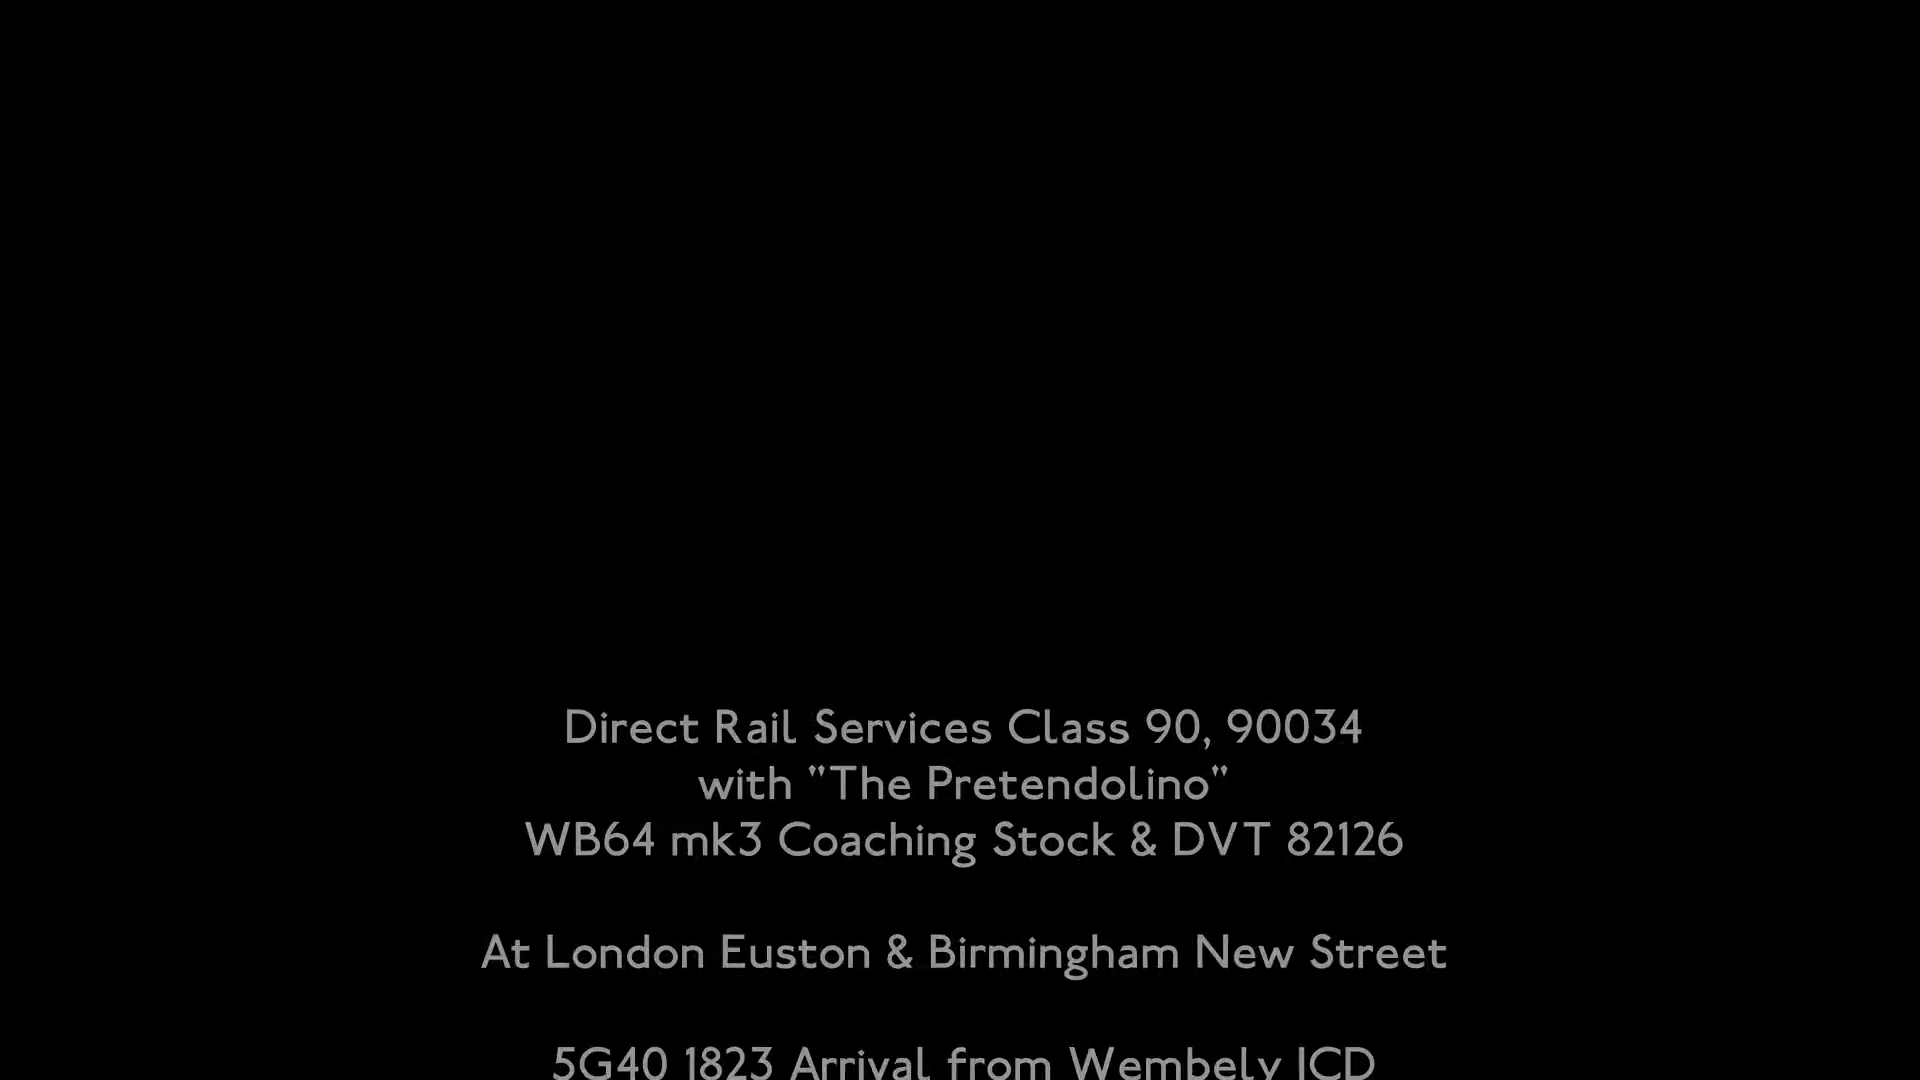 Direct Rail Services Class 90, 90034
with "The Pretendolino"
WB64 mk3 Coaching Stock & DVT 82126
At London Euston & Birmingham New Street
5G40 1823 Arrival from Wembely ICD